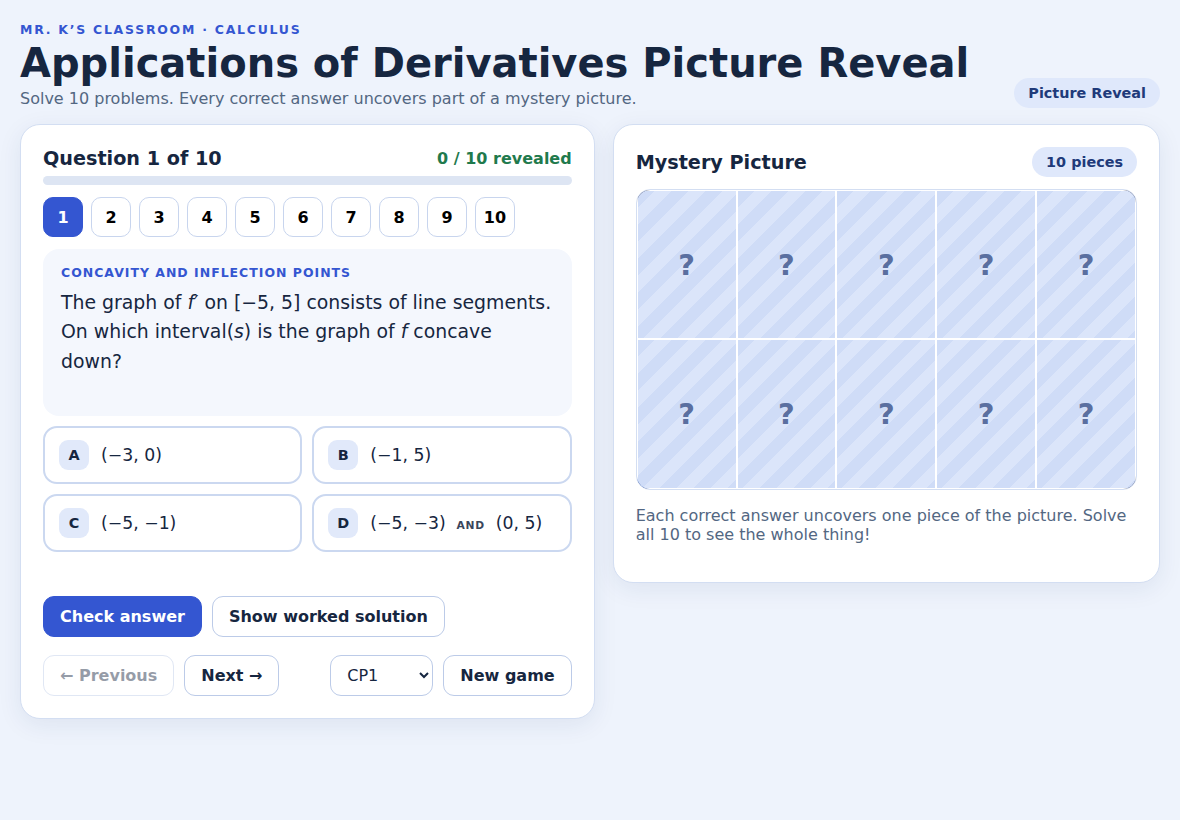 MR. K'S CLASSROOM · CALCULUS
Applications of Derivatives Picture Reveal
Solve 10 problems. Every correct answer uncovers part of a mystery picture.
Picture Reveal
Question 1 of 10
0 / 10 revealed
1 2 3 4 5 6 7 8 9 10
CONCAVITY AND INFLECTION POINTS
The graph of f′ on [−5, 5] consists of line segments.
On which interval(s) is the graph of f concave
down?
A (−3, 0)
B (−1, 5)
C (−5, −1)
D (−5, −3) AND (0, 5)
Check answer
Show worked solution
← Previous
Next →
CP1
New game
Mystery Picture
10 pieces
? ? ? ? ?
? ? ? ? ?
Each correct answer uncovers one piece of the picture. Solve
all 10 to see the whole thing!